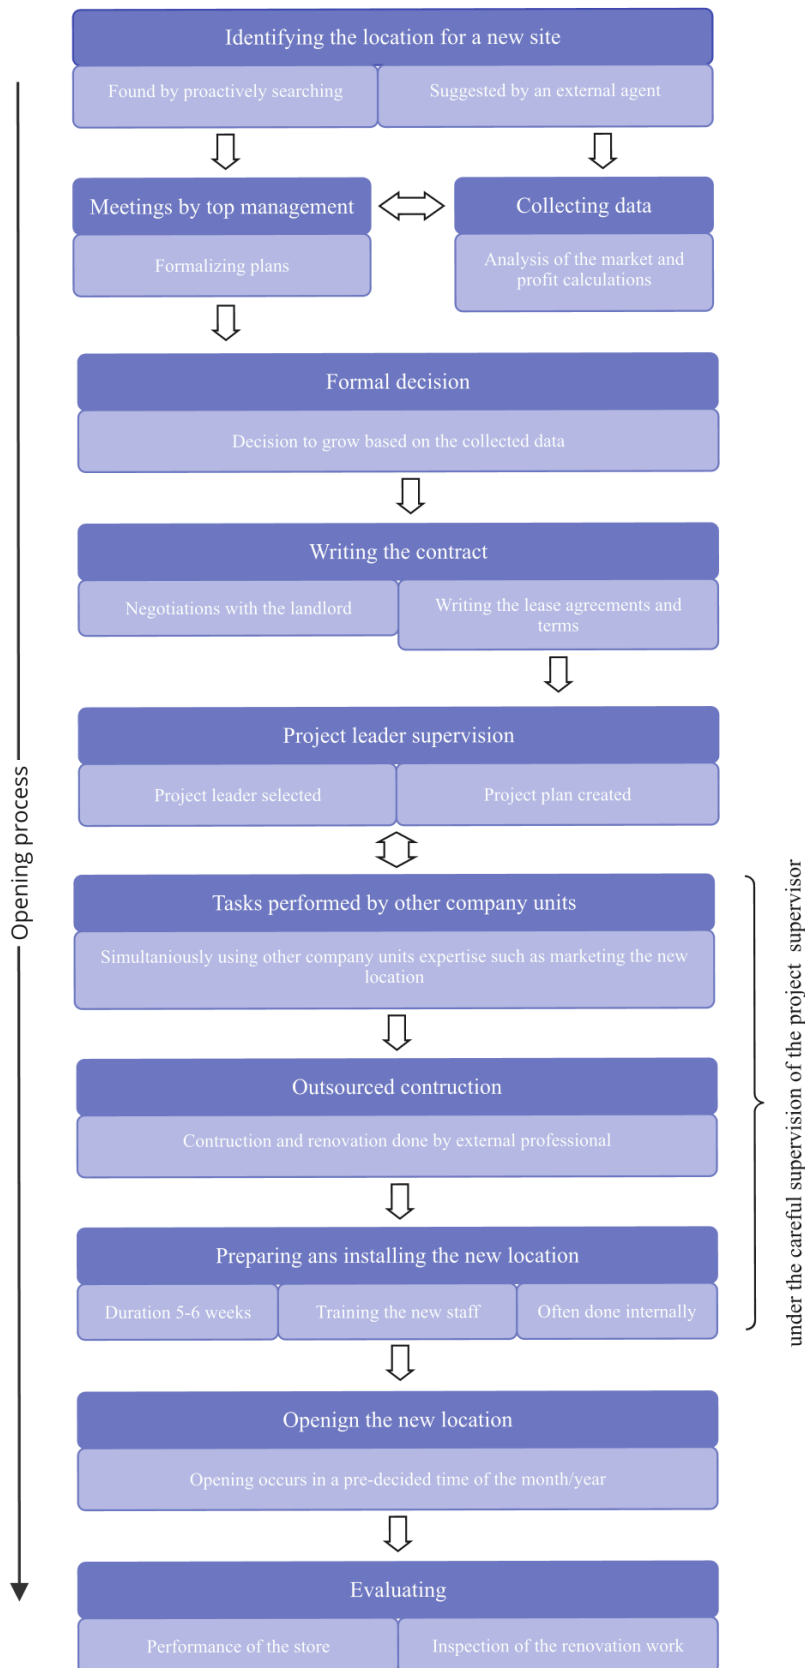 Identifying the location for a new site
Found by proactively searching
Suggested by an external agent
Meetings by top management
Collecting data
Formalizing plans
Analysis of the market and
profit calculations
Formal decision
Decision to grow based on the collected data
Writing the contract
Negotiations with the landlord
Writing the lease agreements and
terms
Project leader supervision
Project leader selected
Project plan created
Opening process
Tasks performed by other company units
Simultaniously using other company units expertise such as marketing the new
location
Outsourced contruction
Contruction and renovation done by external professional
Preparing ans installing the new location
Duration 5-6 weeks
Training the new staff
Often done internally
under the careful supervision of the project supervisor
Openign the new location
Opening occurs in a pre-decided time of the month/year
Evaluating
Performance of the store
Inspection of the renovation work